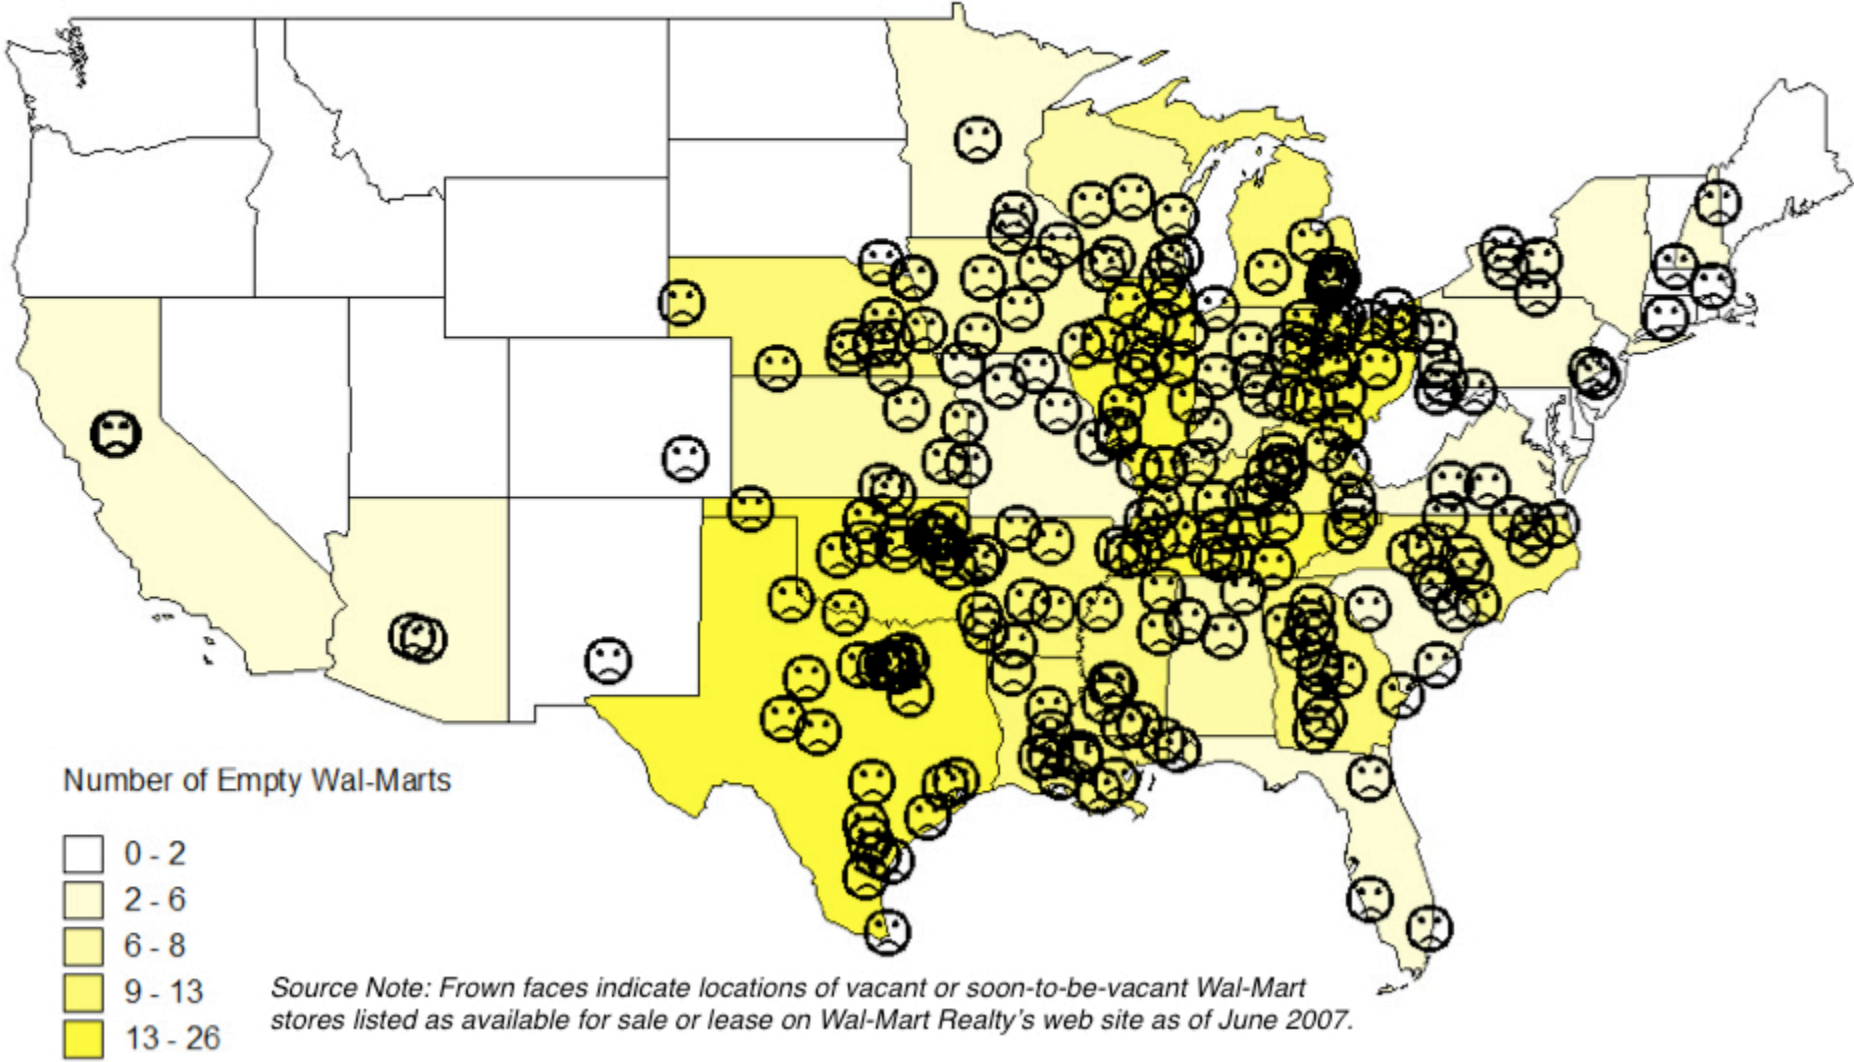 Number of Empty Wal-Marts
0 - 2
2 - 6
6 - 8
9 - 13
13 - 26
Source Note: Frown faces indicate locations of vacant or soon-to-be-vacant Wal-Mart
stores listed as available for sale or lease on Wal-Mart Realty's web site as of June 2007.